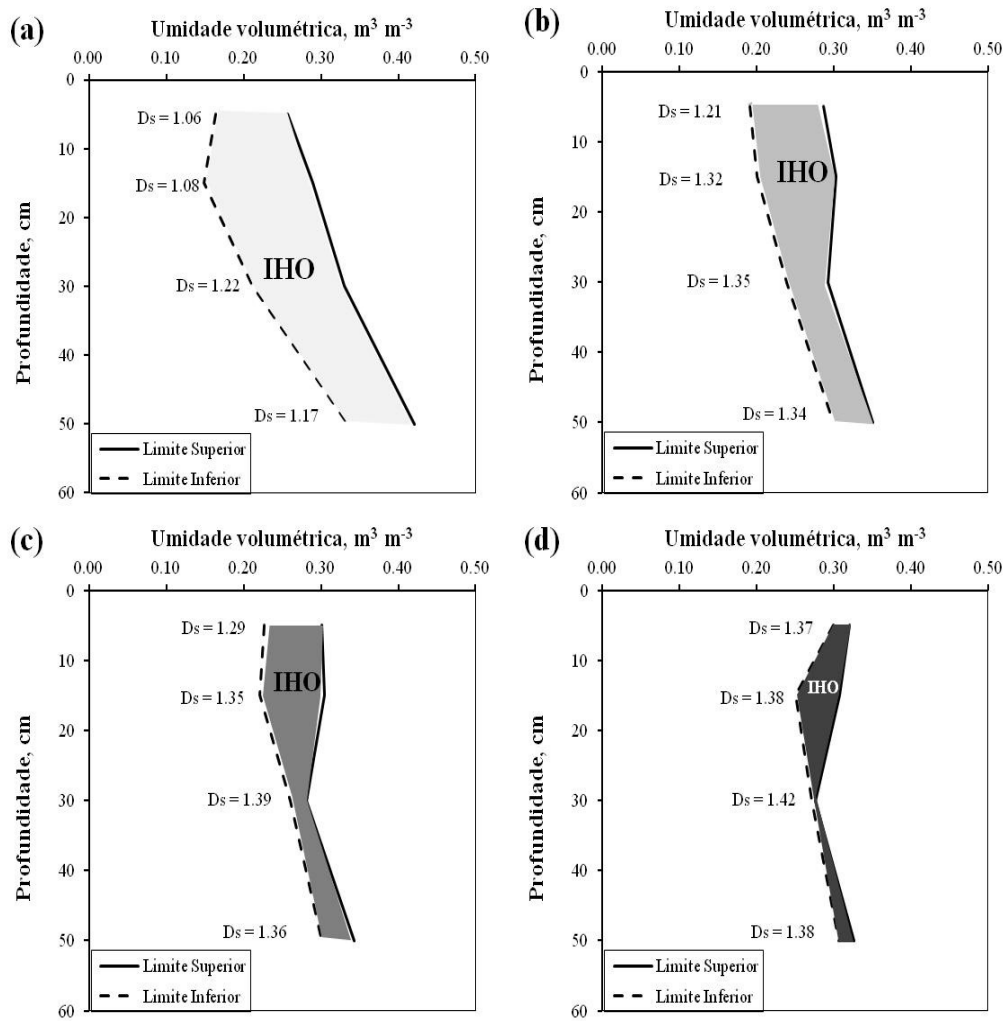 (a)
Umidade volumétrica, m³ m⁻³
0.00 0.10 0.20 0.30 0.40 0.50
Profundidade, cm
0
10
20
30
40
50
60
Ds = 1.06
Ds = 1.08
Ds = 1.22
Ds = 1.17
IHO
Limite Superior
Limite Inferior
(b)
Umidade volumétrica, m³ m⁻³
0.00 0.10 0.20 0.30 0.40 0.50
Profundidade, cm
0
10
20
30
40
50
60
Ds = 1.21
Ds = 1.32
Ds = 1.35
Ds = 1.34
IHO
Limite Superior
Limite Inferior
(c)
Umidade volumétrica, m³ m⁻³
0.00 0.10 0.20 0.30 0.40 0.50
Profundidade, cm
0
10
20
30
40
50
60
Ds = 1.29
Ds = 1.35
Ds = 1.39
Ds = 1.36
IHO
Limite Superior
Limite Inferior
(d)
Umidade volumétrica, m³ m⁻³
0.00 0.10 0.20 0.30 0.40 0.50
Profundidade, cm
0
10
20
30
40
50
60
Ds = 1.37
Ds = 1.38
Ds = 1.42
Ds = 1.38
IHO
Limite Superior
Limite Inferior